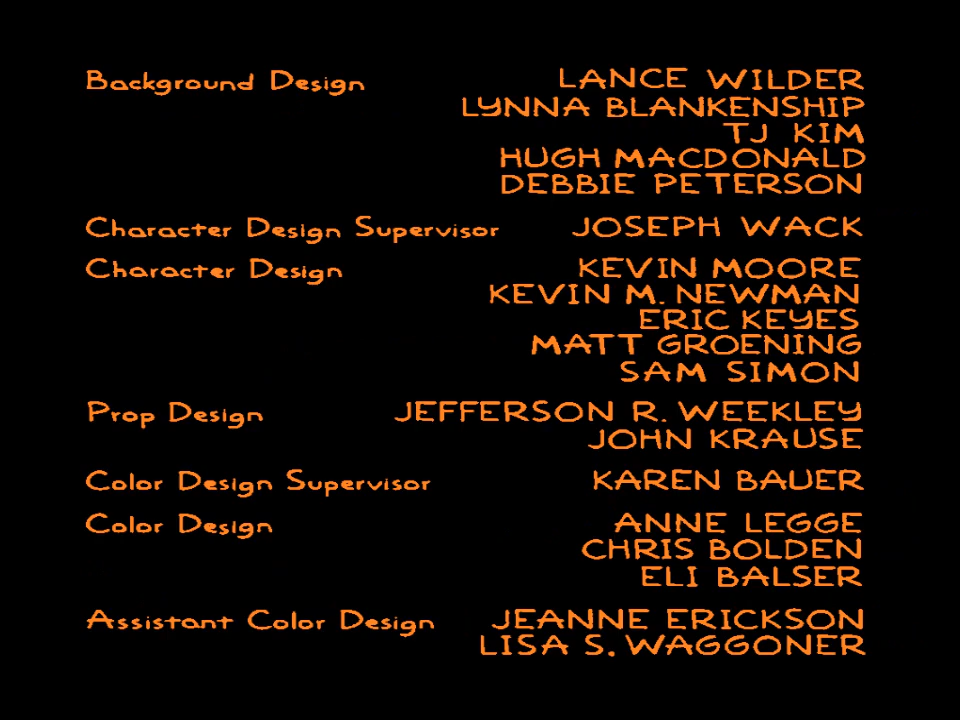 Background Design LANCE WILDER
LYNNA BLANKENSHIP
TJ KIM
HUGH MACDONALD
DEBBIE PETERSON
Character Design Supervisor JOSEPH WACK
Character Design KEVIN MOORE
KEVIN M. NEWMAN
ERIC KEYES
MATT GROENING
SAM SIMON
Prop Design JEFFERSON R. WEEKLEY
JOHN KRAUSE
Color Design Supervisor KAREN BAUER
Color Design ANNE LEGGE
CHRIS BOLDEN
ELI BALSER
Assistant Color Design JEANNE ERICKSON
LISA S. WAGGONER